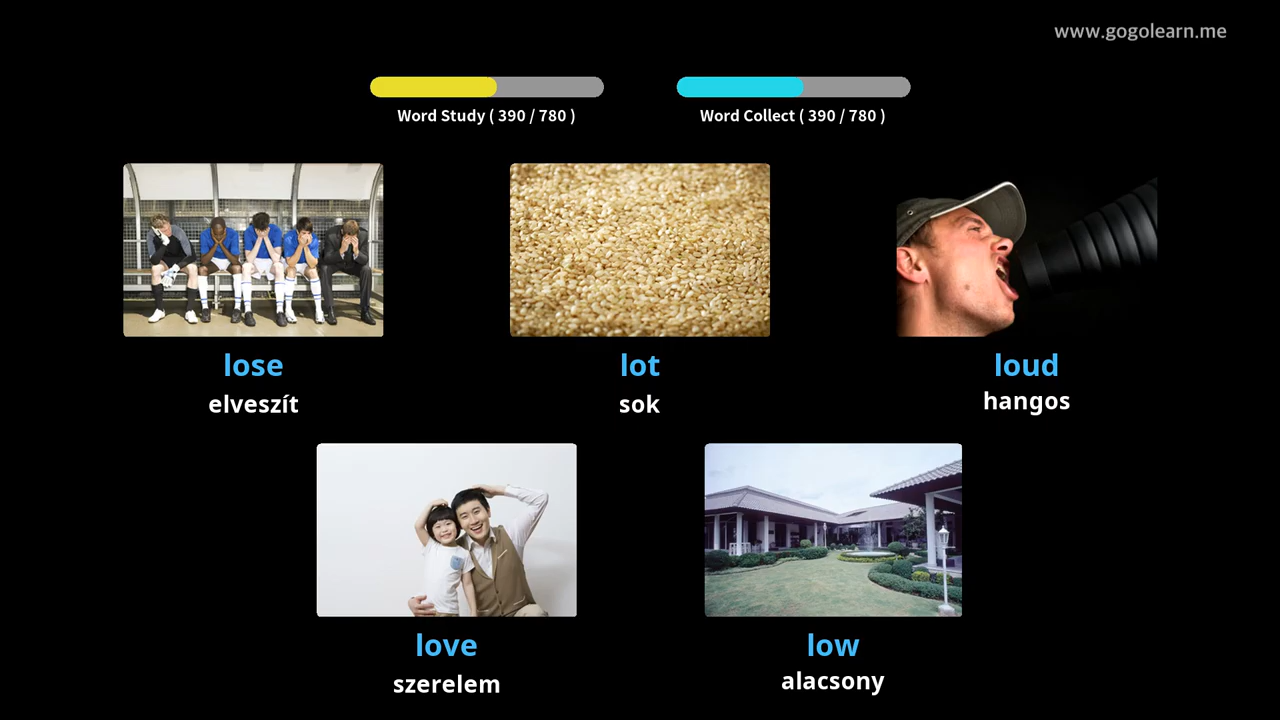 www.gogolearn.me
Word Study ( 390 / 780 )
Word Collect ( 390 / 780 )
lose
elveszít
lot
sok
loud
hangos
love
szerelem
low
alacsony